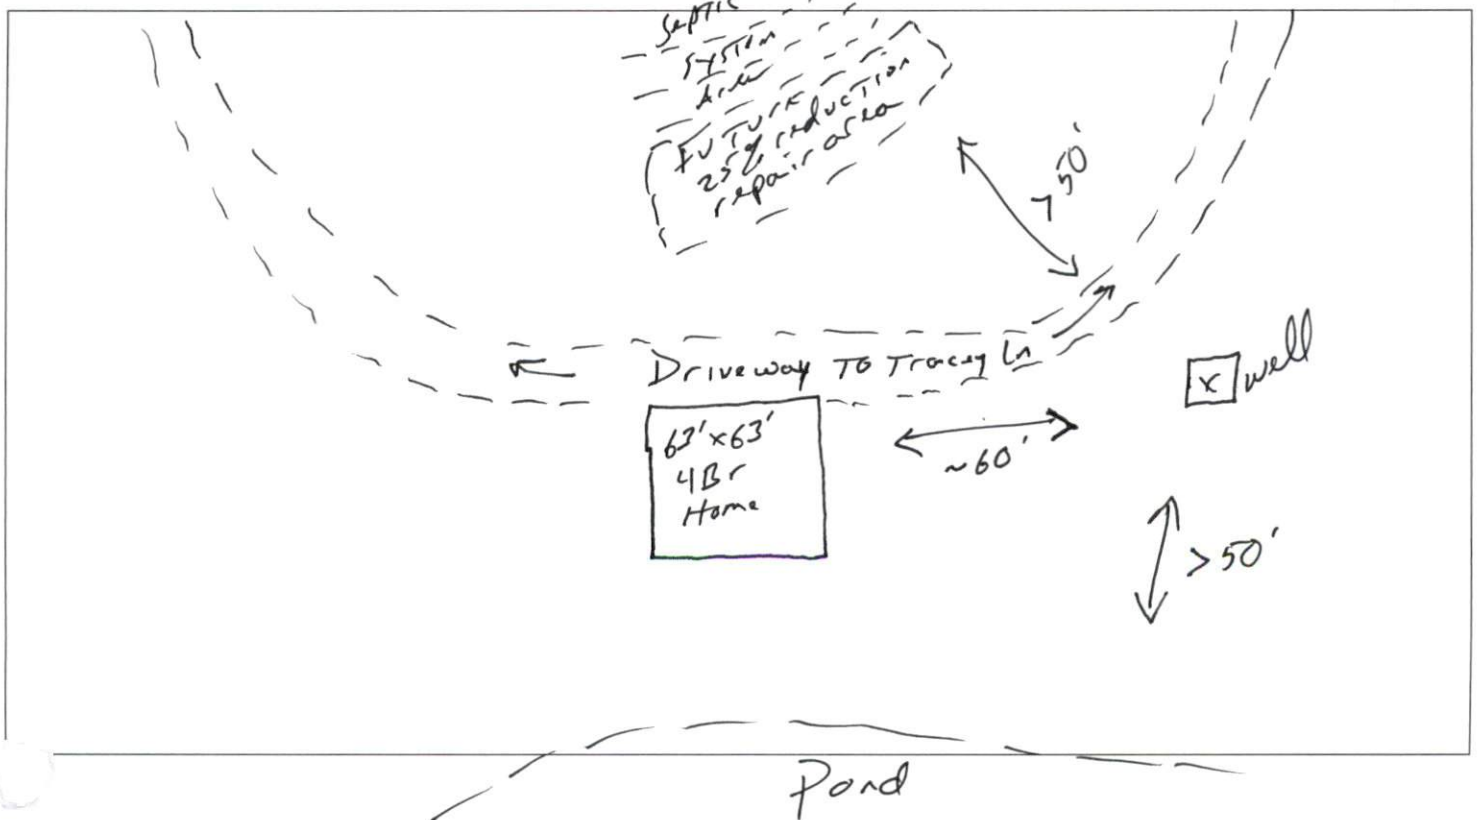 Septic
System
Area
Future
25% reduction
repair area
>50'
Driveway To Tracey Ln
x well
63'x63'
4Br
Home
~60'
>50'
Pond